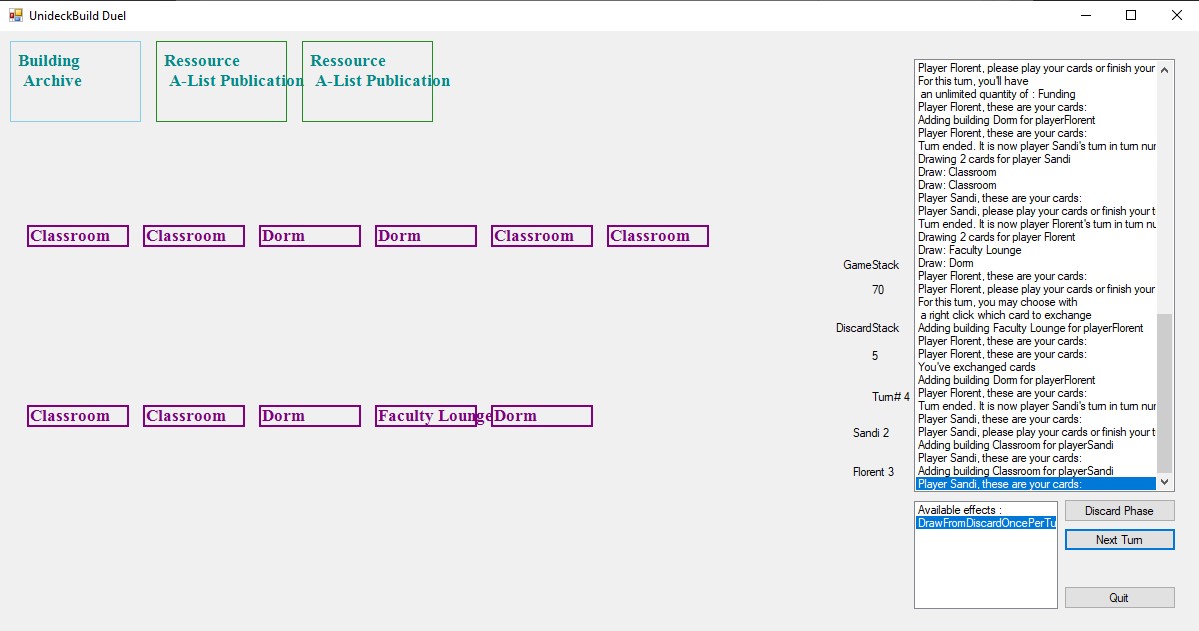 UnideckBuild Duel
Building
Archive
Ressource
A-List Publication
Ressource
A-List Publication
Classroom
Classroom
Dorm
Dorm
Classroom
Classroom
Classroom
Classroom
Dorm
Faculty Lounge
Dorm
GameStack
70
DiscardStack
5
Turn# 4
Sandi 2
Florent 3
Player Florent, please play your cards or finish your
For this turn, you'll have
an unlimited quantity of : Funding
Player Florent, these are your cards:
Adding building Dorm for playerFlorent
Player Florent, these are your cards:
Turn ended. It is now player Sandi's turn in turn nur
Drawing 2 cards for player Sandi
Draw: Classroom
Draw: Classroom
Player Sandi, these are your cards:
Player Sandi, please play your cards or finish your t
Turn ended. It is now player Florent's turn in turn nu
Drawing 2 cards for player Florent
Draw: Faculty Lounge
Draw: Dorm
Player Florent, these are your cards:
Player Florent, please play your cards or finish your
For this turn, you may choose with
a right click which card to exchange
Adding building Faculty Lounge for playerFlorent
Player Florent, these are your cards:
Player Florent, these are your cards:
You've exchanged cards
Adding building Dorm for playerFlorent
Player Florent, these are your cards:
Turn ended. It is now player Sandi's turn in turn nur
Player Sandi, these are your cards:
Player Sandi, please play your cards or finish your t
Adding building Classroom for playerSandi
Player Sandi, these are your cards:
Adding building Classroom for playerSandi
Player Sandi, these are your cards:
Available effects :
DrawFromDiscardOncePerTu
Discard Phase
Next Turn
Quit